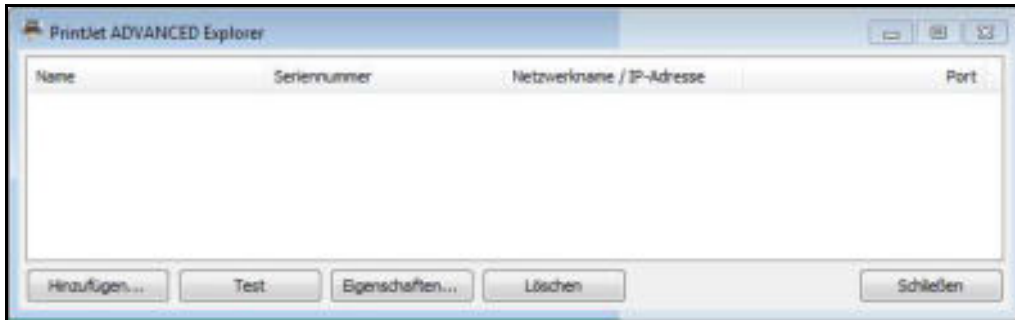 PrintJet ADVANCED Explorer
Name Seriennummer Netzwerkname / IP-Adresse Port
Hinzufügen... Test Eigenschaften... Löschen Schließen